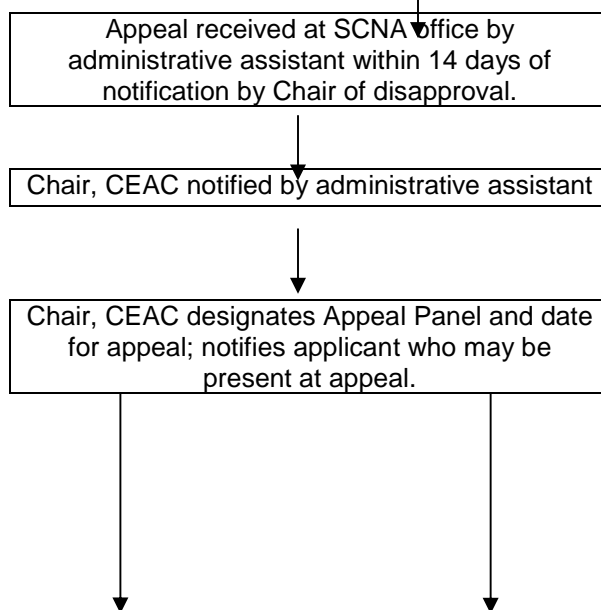 Appeal received at SCNA office by
administrative assistant within 14 days of
notification by Chair of disapproval.
Chair, CEAC notified by administrative assistant
Chair, CEAC designates Appeal Panel and date
for appeal; notifies applicant who may be
present at appeal.